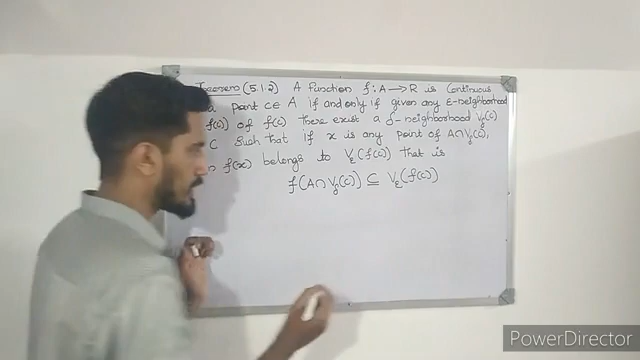 Theorem (5.1.2) A function f : A → R is Continuous
point c ∈ A if and only if given any ε-neighborhood
f(c) of f(c) There exist a δ-neighborhood V_δ(c)
C Such that if x is any point of A∩V_δ(c),
f(x) belongs to V_ε(f(c)) That is
f(A∩V_δ(c)) ⊆ V_ε(f(c))
PowerDirector